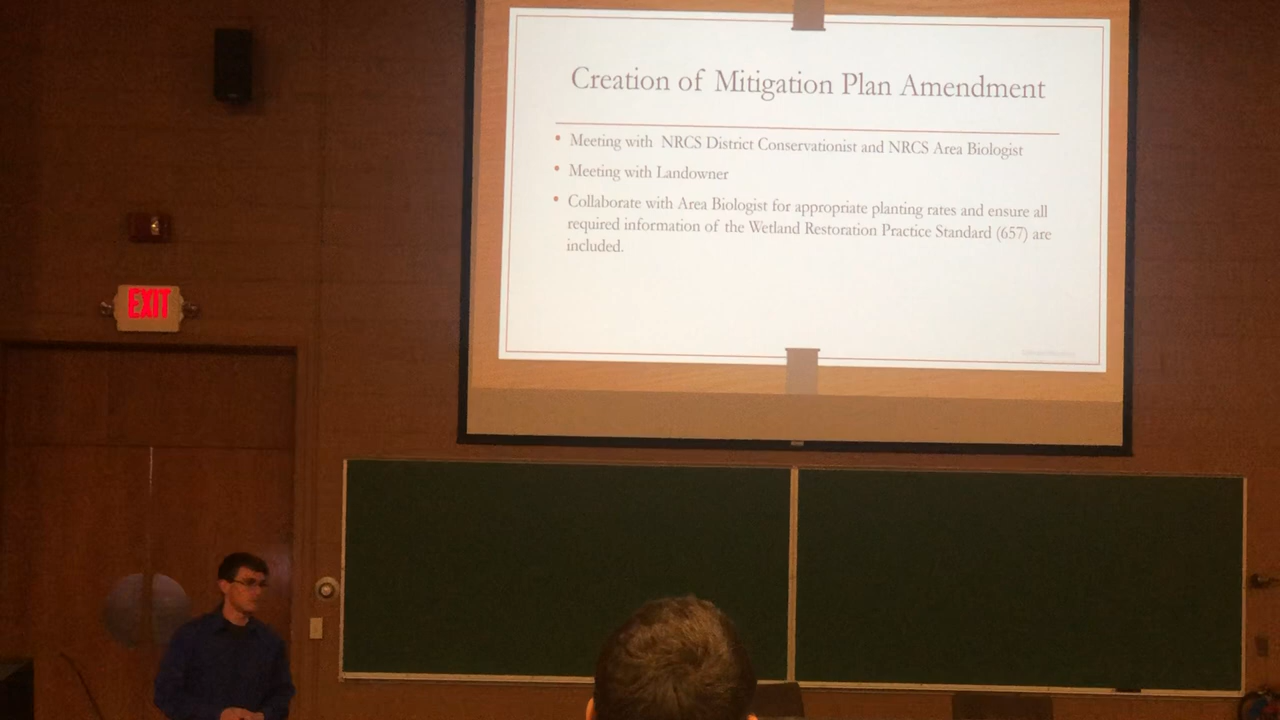 Creation of Mitigation Plan Amendment
• Meeting with NRCS District Conservationist and NRCS Area Biologist
• Meeting with Landowner
• Collaborate with Area Biologist for appropriate planting rates and ensure all
required information of the Wetland Restoration Practice Standard (657) are
included.
EXIT